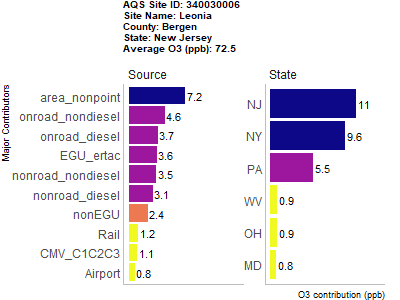 AQS Site ID: 340030006
Site Name: Leonia
County: Bergen
State: New Jersey
Average O3 (ppb): 72.5
Major Contributors
Source
area_nonpoint 7.2
onroad_nondiesel 4.6
onroad_diesel 3.7
EGU_ertac 3.6
nonroad_nondiesel 3.5
nonroad_diesel 3.1
nonEGU 2.4
Rail 1.2
CMV_C1C2C3 1.1
Airport 0.8
State
NJ 11
NY 9.6
PA 5.5
WV 0.9
OH 0.9
MD 0.8
O3 contribution (ppb)